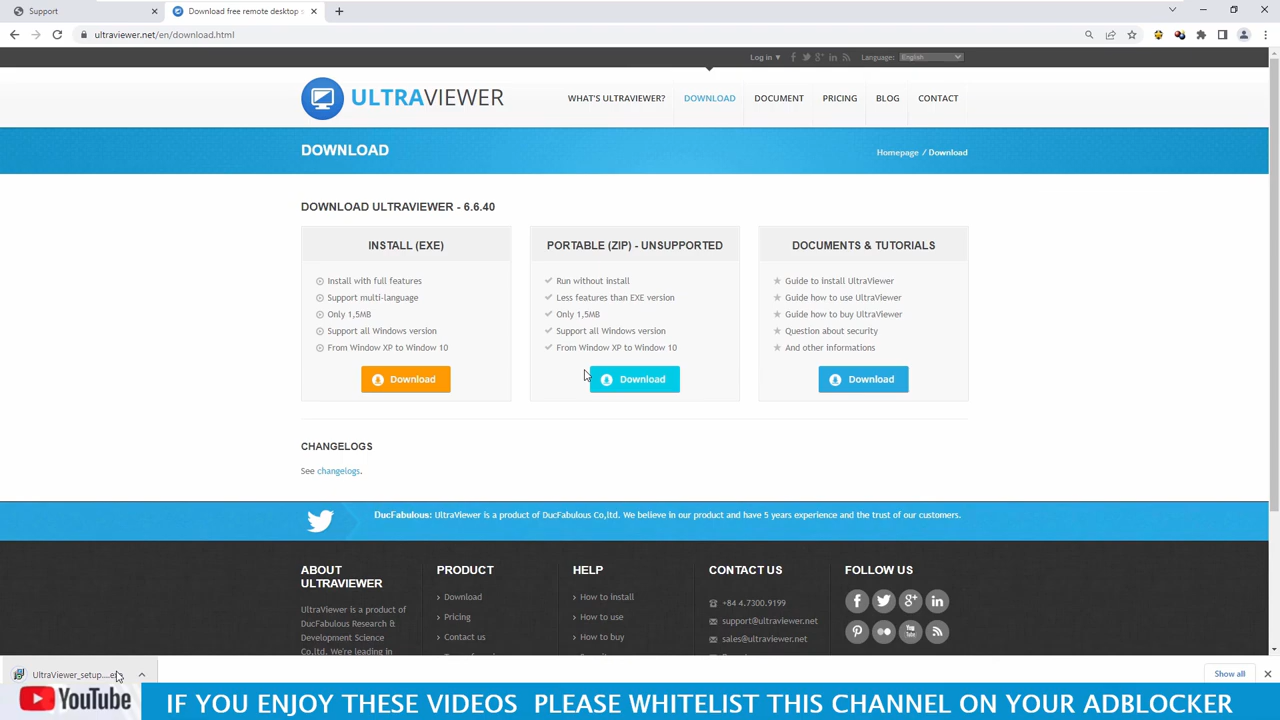 Support
Download free remote desktop s
ultraviewer.net/en/download.html
Log in ▼
Language: English
ULTRAVIEWER
WHAT'S ULTRAVIEWER?
DOWNLOAD
DOCUMENT
PRICING
BLOG
CONTACT
DOWNLOAD
Homepage / Download
DOWNLOAD ULTRAVIEWER - 6.6.40
INSTALL (EXE)
Install with full features
Support multi-language
Only 1,5MB
Support all Windows version
From Window XP to Window 10
Download
PORTABLE (ZIP) - UNSUPPORTED
Run without install
Less features than EXE version
Only 1,5MB
Support all Windows version
From Window XP to Window 10
Download
DOCUMENTS & TUTORIALS
Guide to install UltraViewer
Guide how to use UltraViewer
Guide how to buy UltraViewer
Question about security
And other informations
Download
CHANGELOGS
See changelogs.
DucFabulous: UltraViewer is a product of DucFabulous Co,ltd. We believe in our product and have 5 years experience and the trust of our customers.
ABOUT
ULTRAVIEWER
UltraViewer is a product of
DucFabulous Research &
Development Science
Co,ltd. We're leading in
PRODUCT
Download
Pricing
Contact us
HELP
How to install
How to use
How to buy
CONTACT US
+84 4.7300.9199
support@ultraviewer.net
sales@ultraviewer.net
FOLLOW US
UltraViewer_setup....e
Show all
YouTube
IF YOU ENJOY THESE VIDEOS PLEASE WHITELIST THIS CHANNEL ON YOUR ADBLOCKER